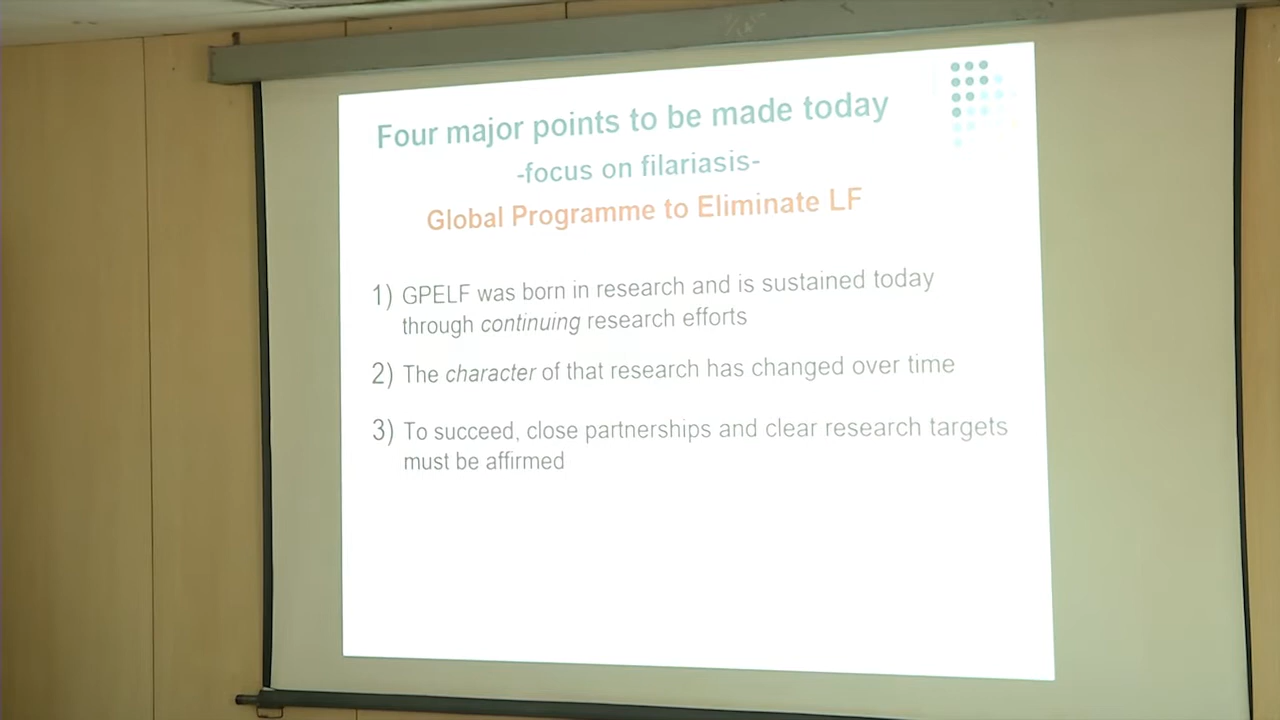 Four major points to be made today
-focus on filariasis-
Global Programme to Eliminate LF
1) GPELF was born in research and is sustained today
through continuing research efforts
2) The character of that research has changed over time
3) To succeed, close partnerships and clear research targets
must be affirmed